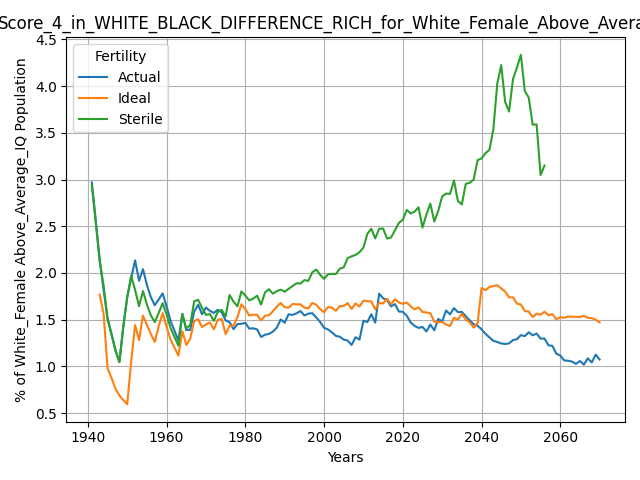 Score_4_in_WHITE_BLACK_DIFFERENCE_RICH_for_White_Female_Above_Avera
4.5
4.0
3.5
3.0
2.5
2.0
1.5
1.0
0.5
% of White_Female Above_Average_IQ Population
Fertility
Actual
Ideal
Sterile
1940 1960 1980 2000 2020 2040 2060
Years